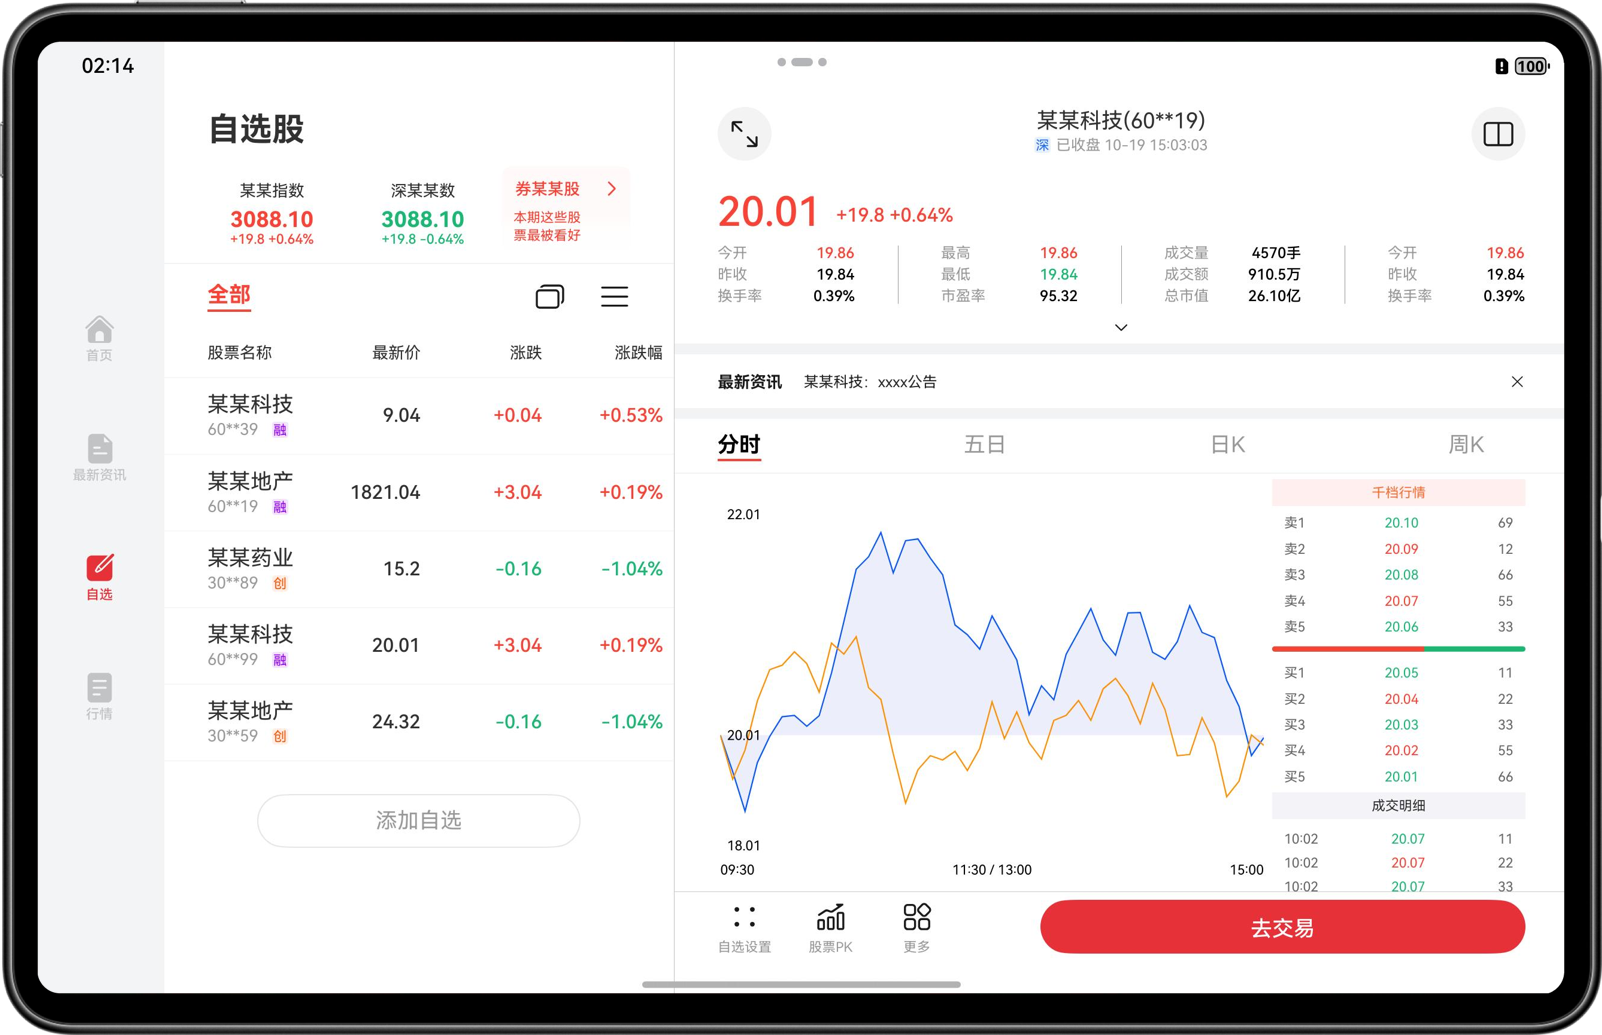 02:14
100
首页
最新资讯
自选
行情
自选股
某某指数
3088.10
+19.8 +0.64%
深某某数
3088.10
+19.8 -0.64%
券某某股
本期这些股
票最被看好
全部
股票名称 最新价 涨跌 涨跌幅
某某科技 9.04 +0.04 +0.53%
60**39 融
某某地产 1821.04 +3.04 +0.19%
60**19 融
某某药业 15.2 -0.16 -1.04%
30**89 创
某某科技 20.01 +3.04 +0.19%
60**99 融
某某地产 24.32 -0.16 -1.04%
30**59 创
添加自选
某某科技(60**19)
深 已收盘 10-19 15:03:03
20.01 +19.8 +0.64%
今开 19.86 最高 19.86 成交量 4570手 今开 19.86
昨收 19.84 最低 19.84 成交额 910.5万 昨收 19.84
换手率 0.39% 市盈率 95.32 总市值 26.10亿 换手率 0.39%
最新资讯 某某科技：xxxx公告
分时 五日 日K 周K
22.01
20.01
18.01
09:30 11:30 / 13:00 15:00
千档行情
卖1 20.10 69
卖2 20.09 12
卖3 20.08 66
卖4 20.07 55
卖5 20.06 33
买1 20.05 11
买2 20.04 22
买3 20.03 33
买4 20.02 55
买5 20.01 66
成交明细
10:02 20.07 11
10:02 20.07 22
10:02 20.07 33
自选设置 股票PK 更多
去交易